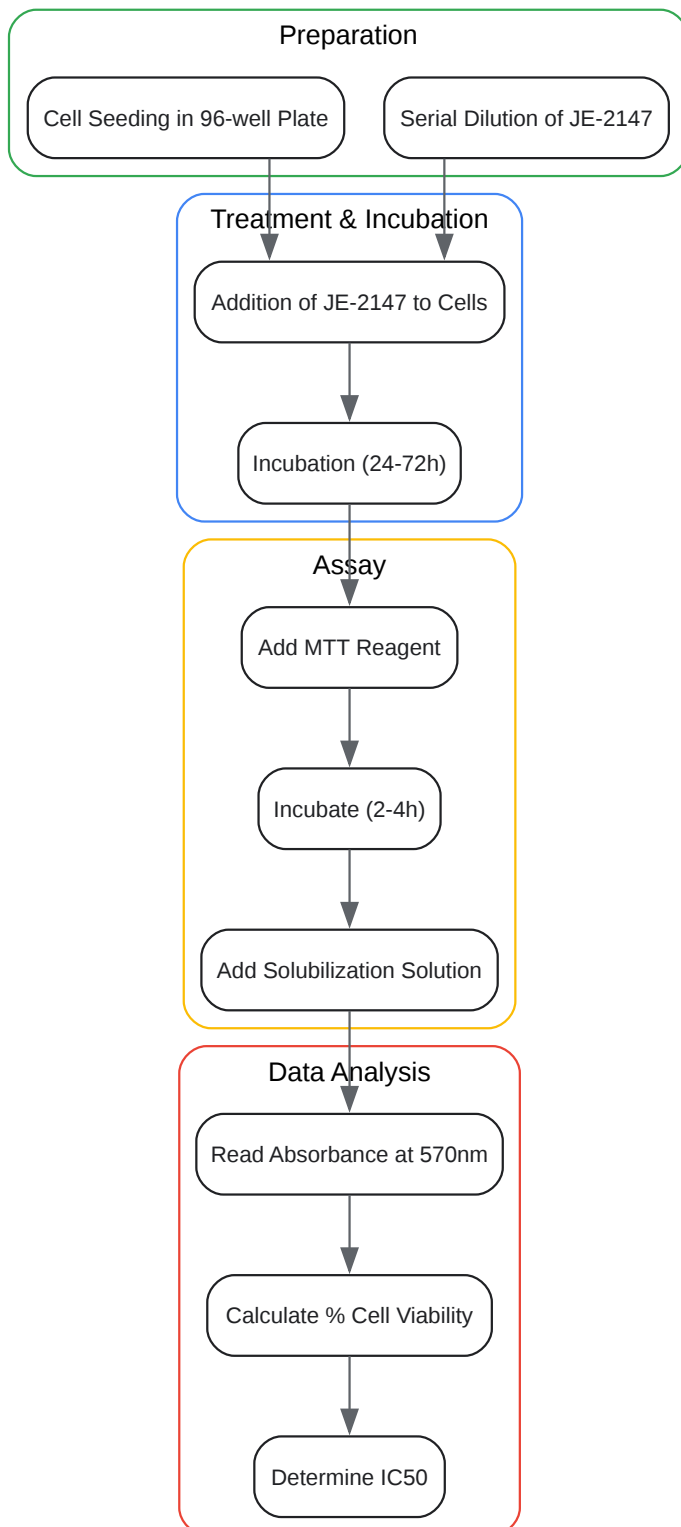 Preparation
Cell Seeding in 96-well Plate
Serial Dilution of JE-2147
Treatment & Incubation
Addition of JE-2147 to Cells
Incubation (24-72h)
Assay
Add MTT Reagent
Incubate (2-4h)
Add Solubilization Solution
Data Analysis
Read Absorbance at 570nm
Calculate % Cell Viability
Determine IC50